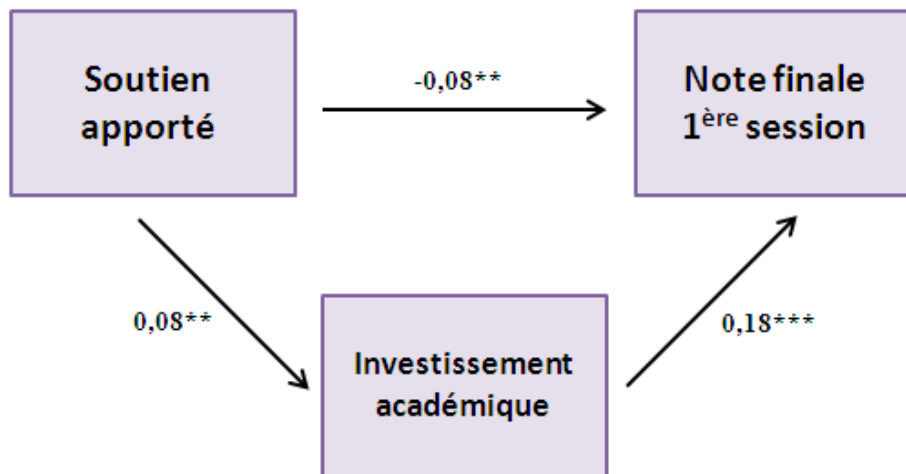 Soutien
apporté
-0,08**
Note finale
1ère session
0,08**
0,18***
Investissement
académique